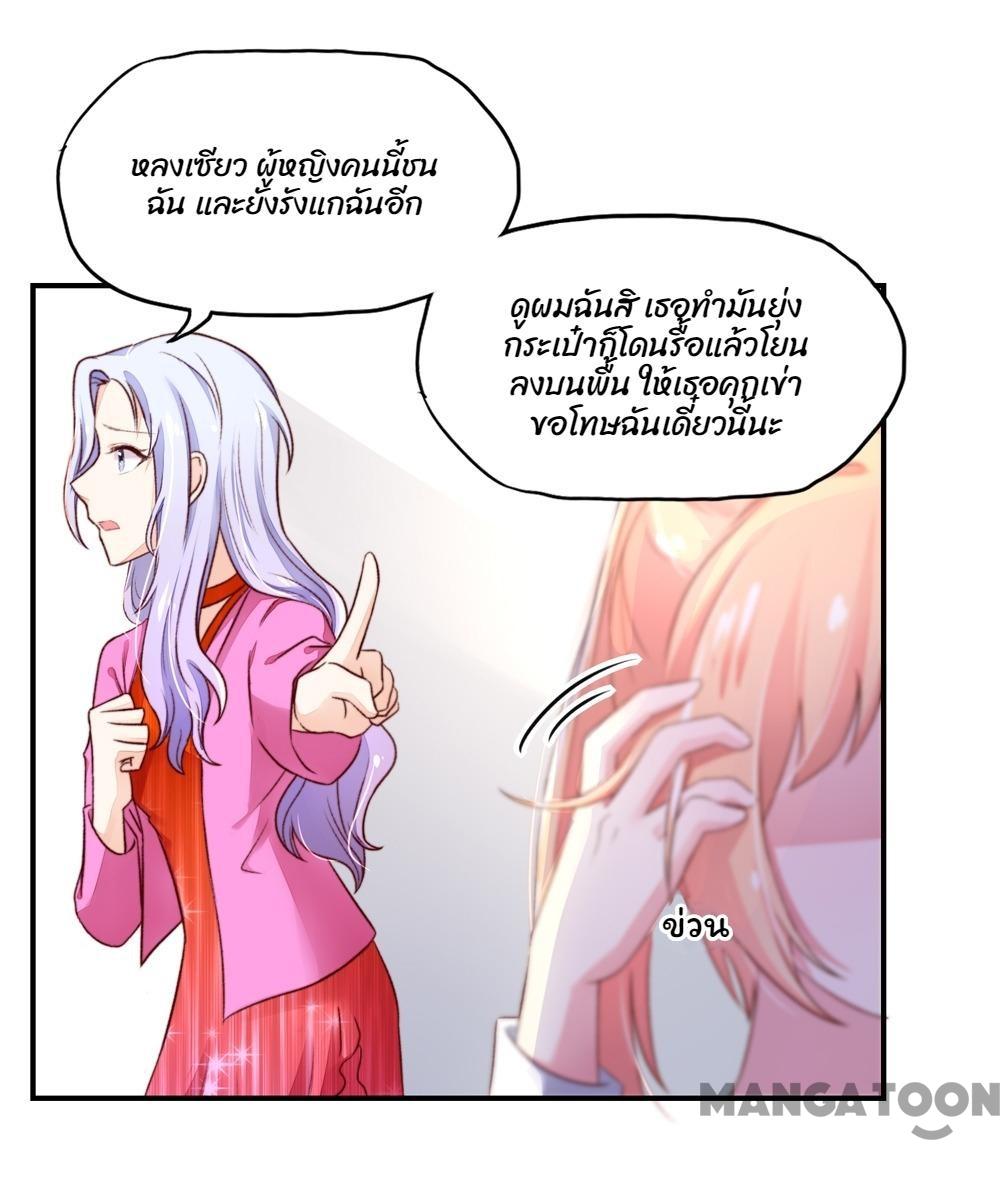 หลงเซียว ผู้หญิงคนนี้ชน
ฉัน และยังรังแกฉันอีก
ดูผมฉันสิ เธอทำมันยุ่ง
กระเป๋าก็โดนรื้อแล้วโยน
ลงบนพื้น ให้เธอคุกเข่า
ขอโทษฉันเดี๋ยวนี้นะ
ข่วน
MANGATOON